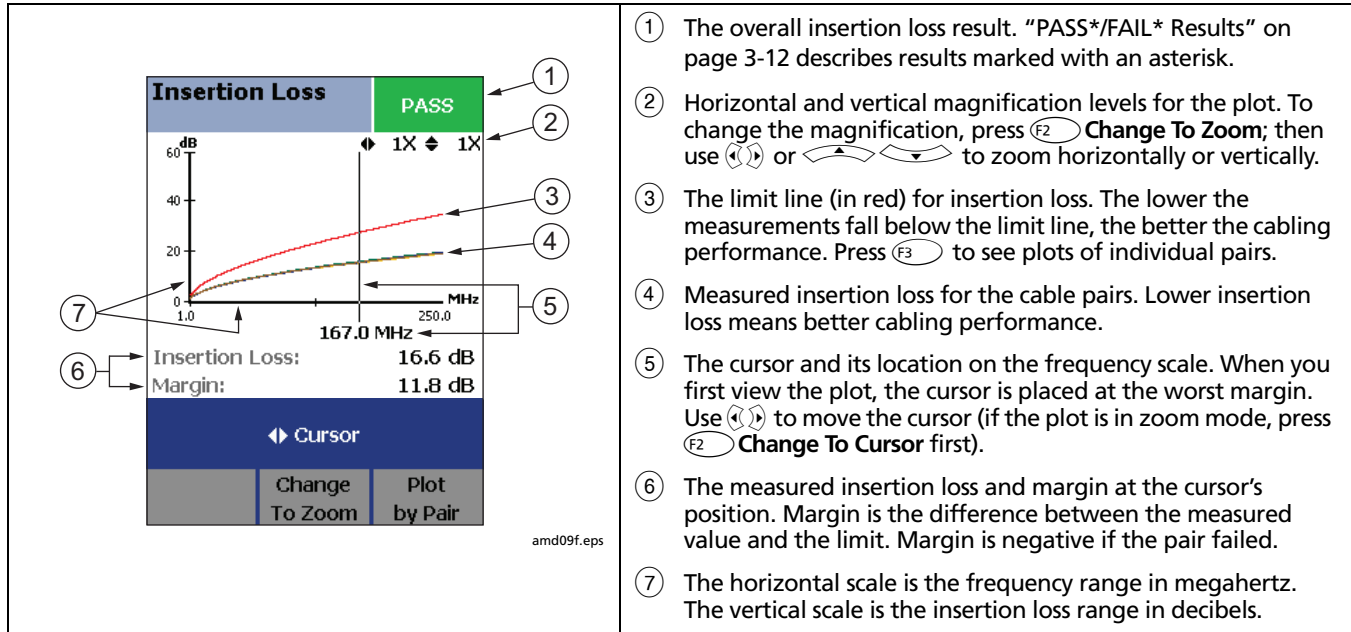 Insertion Loss
PASS
1
2
dB
1X 1X
60
40
20
0
3
4
MHz
1.0
250.0
5
7
167.0 MHz
6
Insertion Loss: 16.6 dB
Margin: 11.8 dB
Cursor
Change To Zoom
Plot by Pair
amd09f.eps
1 The overall insertion loss result. “PASS*/FAIL* Results” on
page 3-12 describes results marked with an asterisk.
2 Horizontal and vertical magnification levels for the plot. To
change the magnification, press F2 Change To Zoom; then
use or to zoom horizontally or vertically.
3 The limit line (in red) for insertion loss. The lower the
measurements fall below the limit line, the better the cabling
performance. Press F3 to see plots of individual pairs.
4 Measured insertion loss for the cable pairs. Lower insertion
loss means better cabling performance.
5 The cursor and its location on the frequency scale. When you
first view the plot, the cursor is placed at the worst margin.
Use to move the cursor (if the plot is in zoom mode, press
F2 Change To Cursor first).
6 The measured insertion loss and margin at the cursor’s
position. Margin is the difference between the measured
value and the limit. Margin is negative if the pair failed.
7 The horizontal scale is the frequency range in megahertz.
The vertical scale is the insertion loss range in decibels.